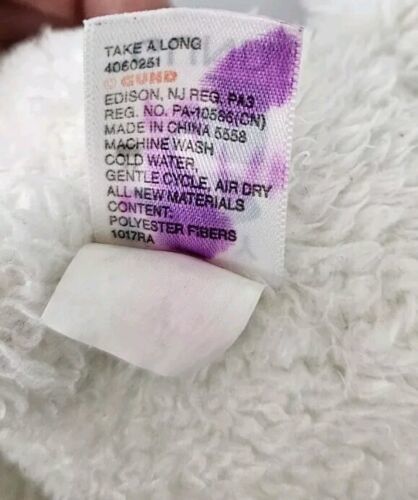 TAKE A LONG
4060251
© GUND
EDISON, NJ REG. PA3
REG. NO. PA-10586(CN)
MADE IN CHINA 5558
MACHINE WASH
COLD WATER,
GENTLE CYCLE, AIR DRY
ALL NEW MATERIALS
CONTENT:
POLYESTER FIBERS
1017RA